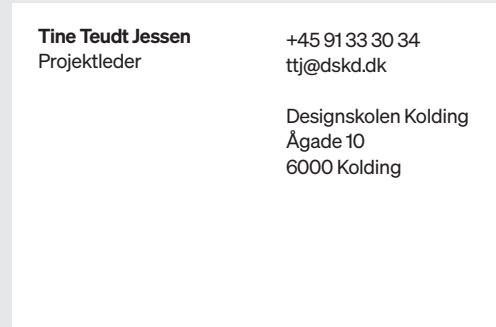 Tine Teudt Jessen
Projektleder
+45 91 33 30 34
ttj@dskd.dk
Designskolen Kolding
Ågade 10
6000 Kolding